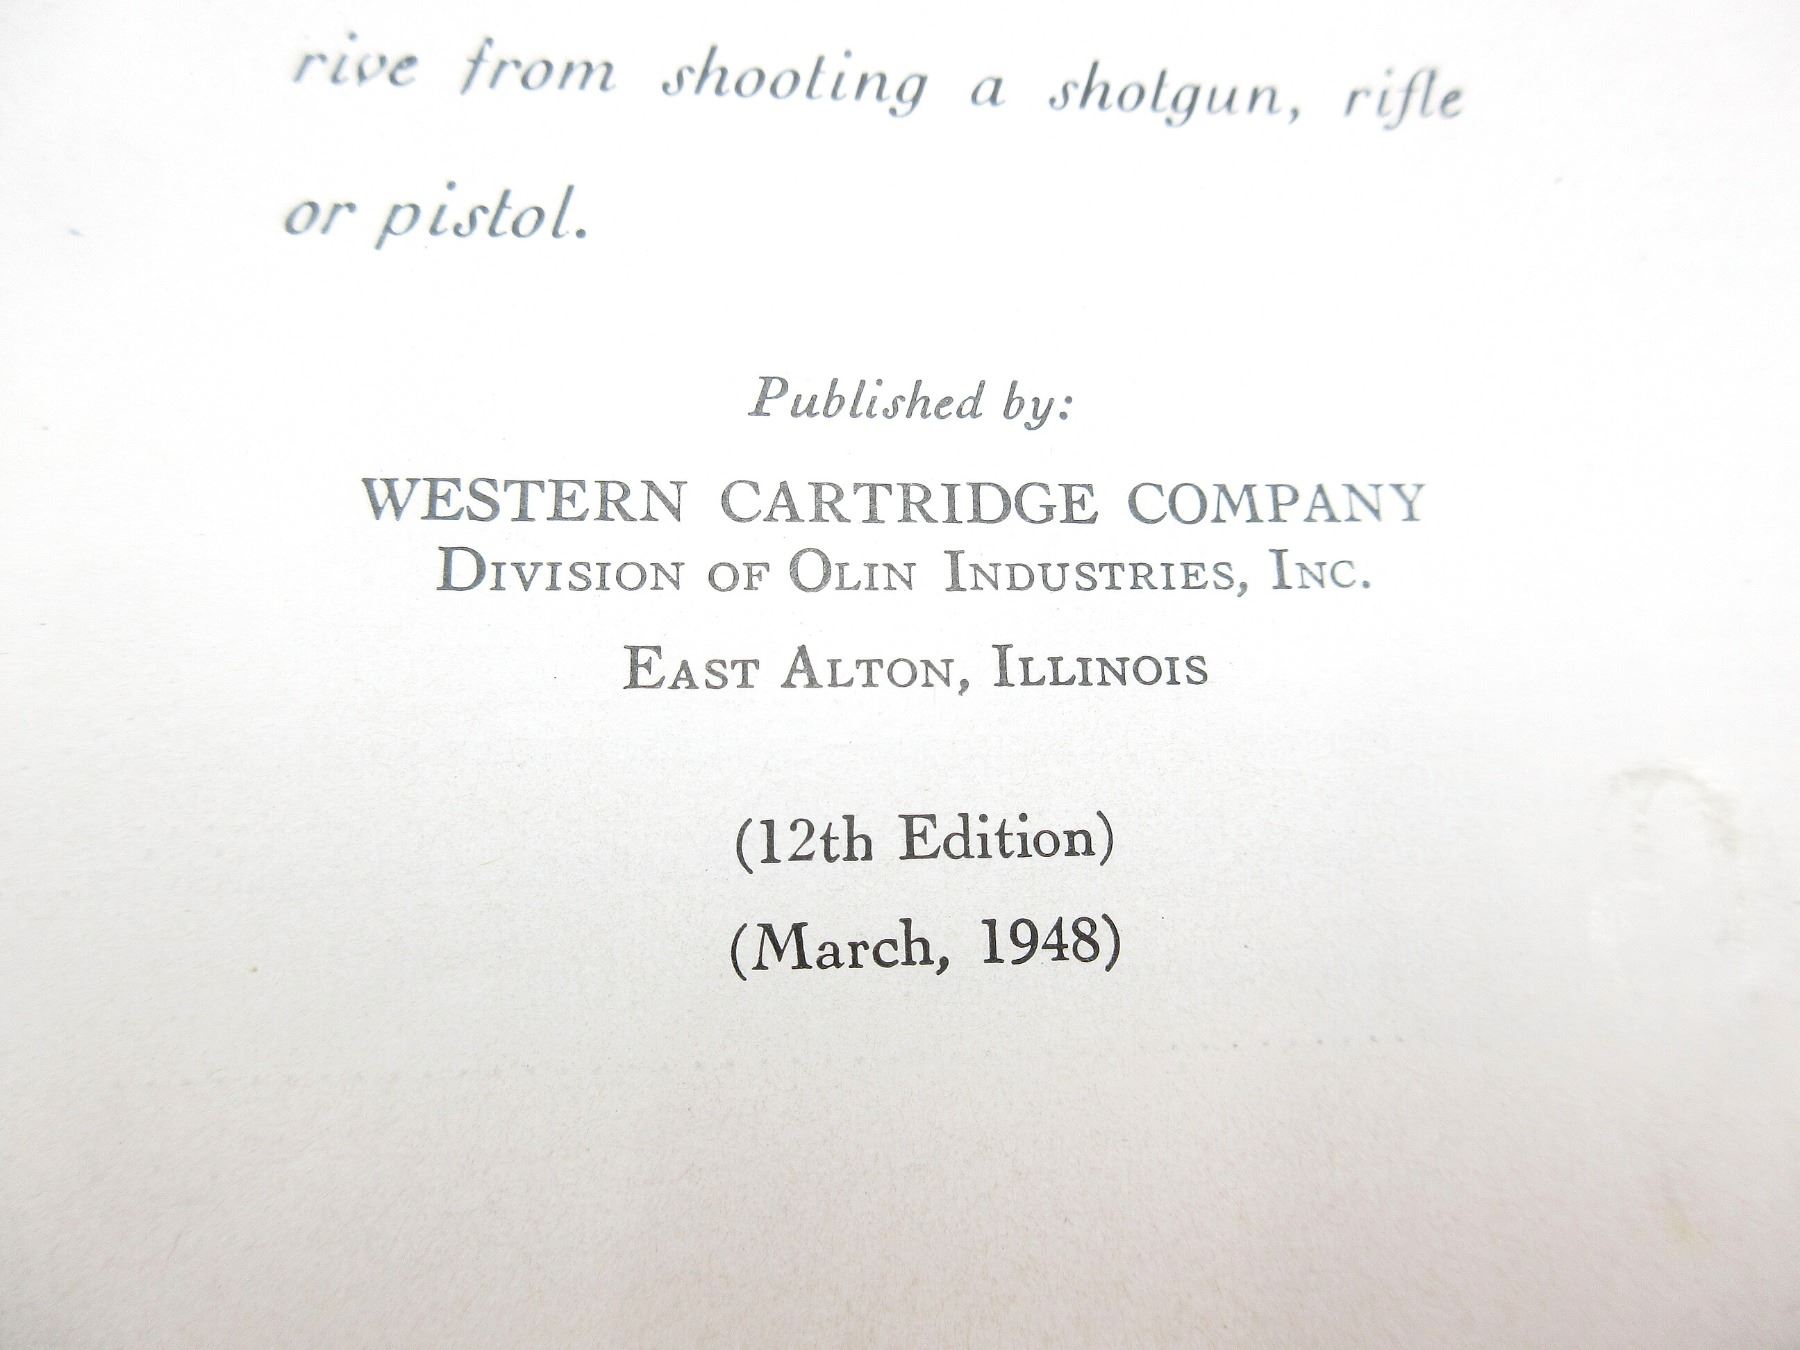 rive from shooting a shotgun, rifle
or pistol.
Published by:
WESTERN CARTRIDGE COMPANY
DIVISION OF OLIN INDUSTRIES, INC.
EAST ALTON, ILLINOIS
(12th Edition)
(March, 1948)